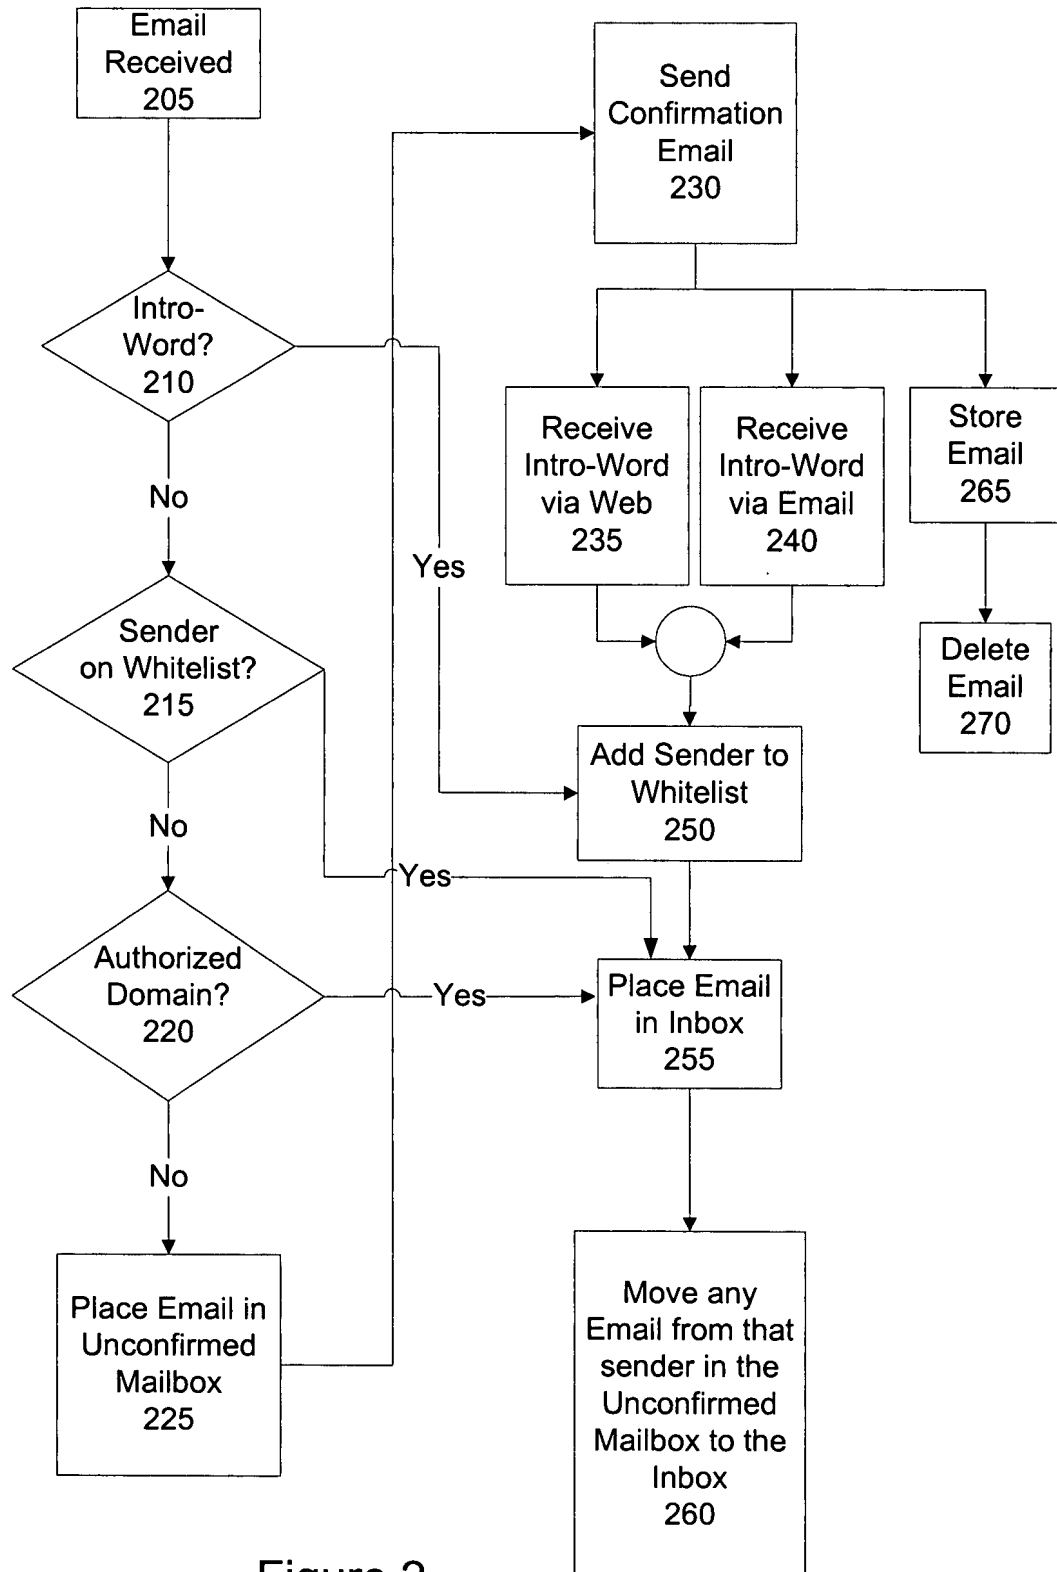 Email
Received
205
Send
Confirmation
Email
230
Intro-
Word?
210
No
Yes
Receive
Intro-Word
via Web
235
Receive
Intro-Word
via Email
240
Store
Email
265
Sender
on Whitelist?
215
Delete
Email
270
Add Sender to
Whitelist
250
No
Yes
Authorized
Domain?
220
Yes
Place Email
in Inbox
255
No
Place Email in
Unconfirmed
Mailbox
225
Move any
Email from that
sender in the
Unconfirmed
Mailbox to the
Inbox
260